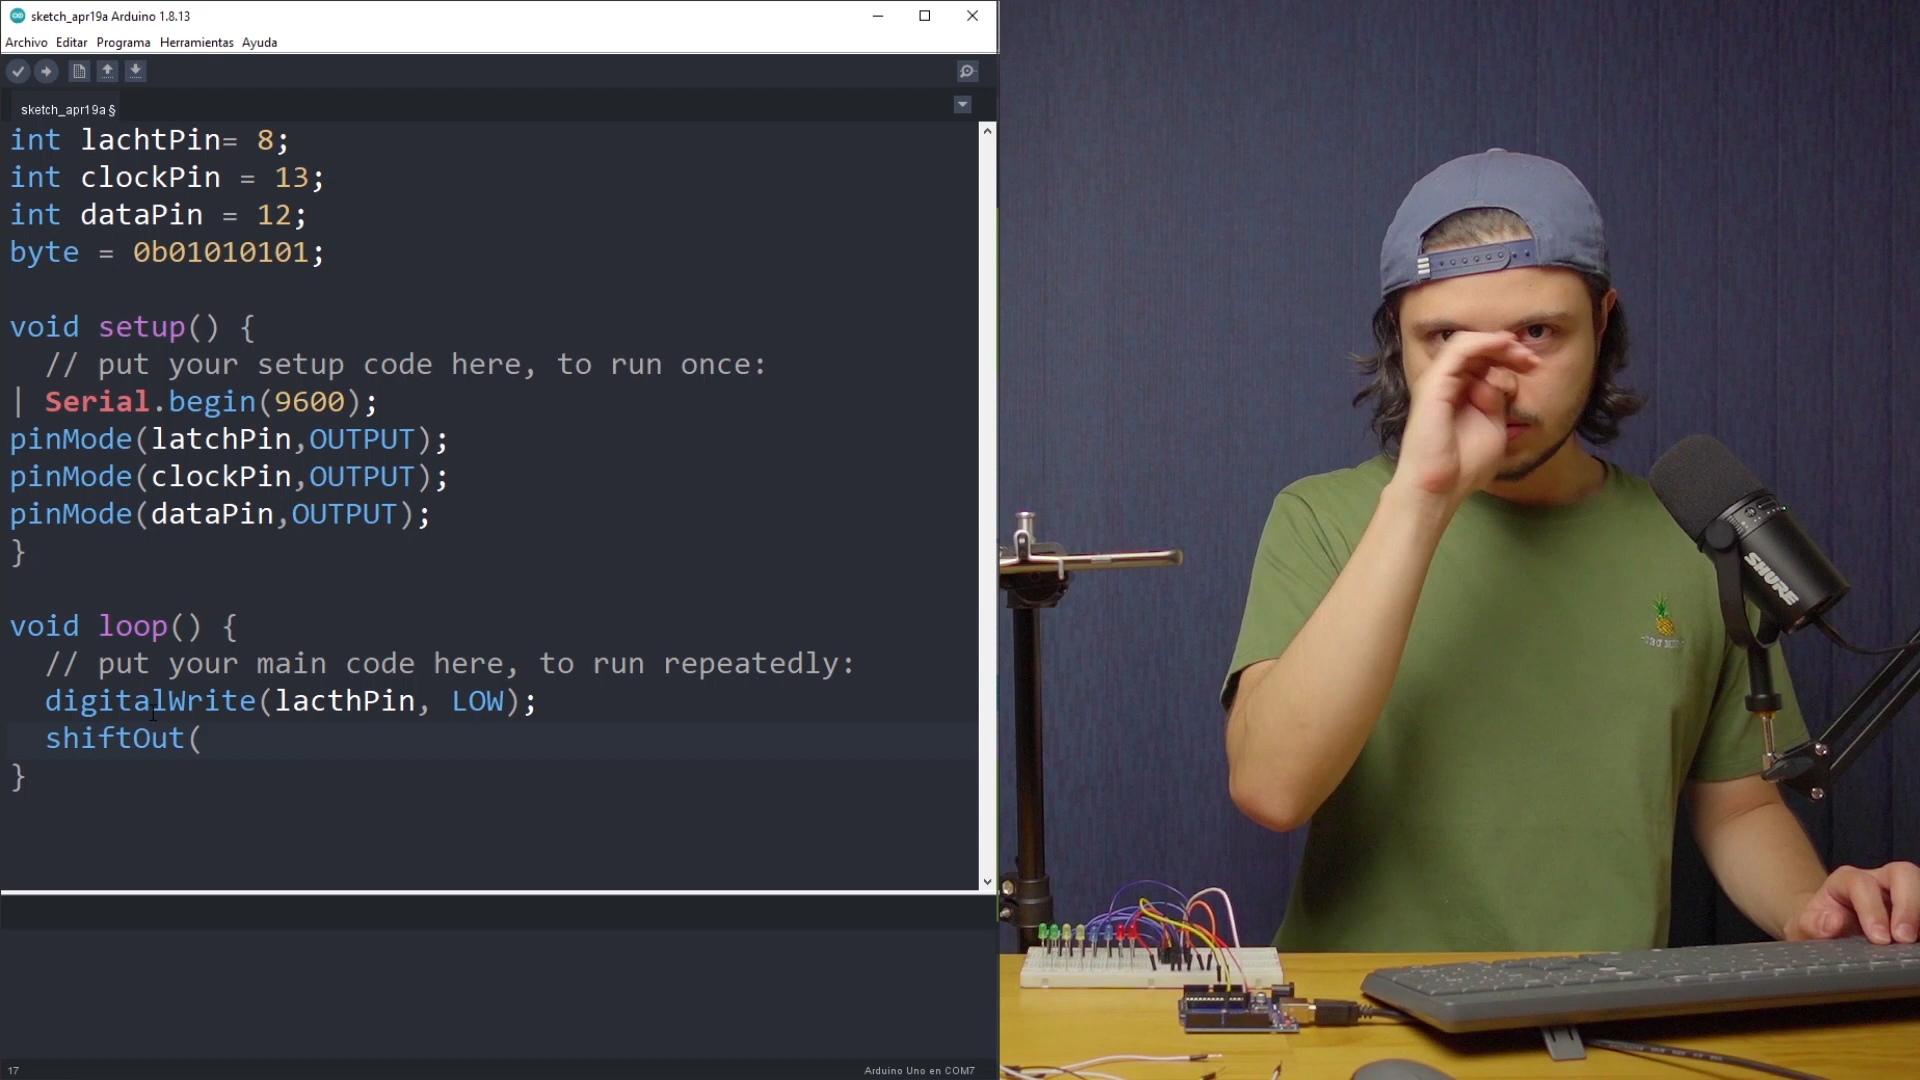 sketch_apr19a Arduino 1.8.13
Archivo Editar Programa Herramientas Ayuda
sketch_apr19a §
int lachtPin= 8;
int clockPin = 13;
int dataPin = 12;
byte = 0b01010101;
void setup() {
// put your setup code here, to run once:
| Serial.begin(9600);
pinMode(latchPin,OUTPUT);
pinMode(clockPin,OUTPUT);
pinMode(dataPin,OUTPUT);
}
void loop() {
// put your main code here, to run repeatedly:
digitalWrite(lacthPin, LOW);
shiftOut(
}
17
Arduino Uno en COM7
SHURE